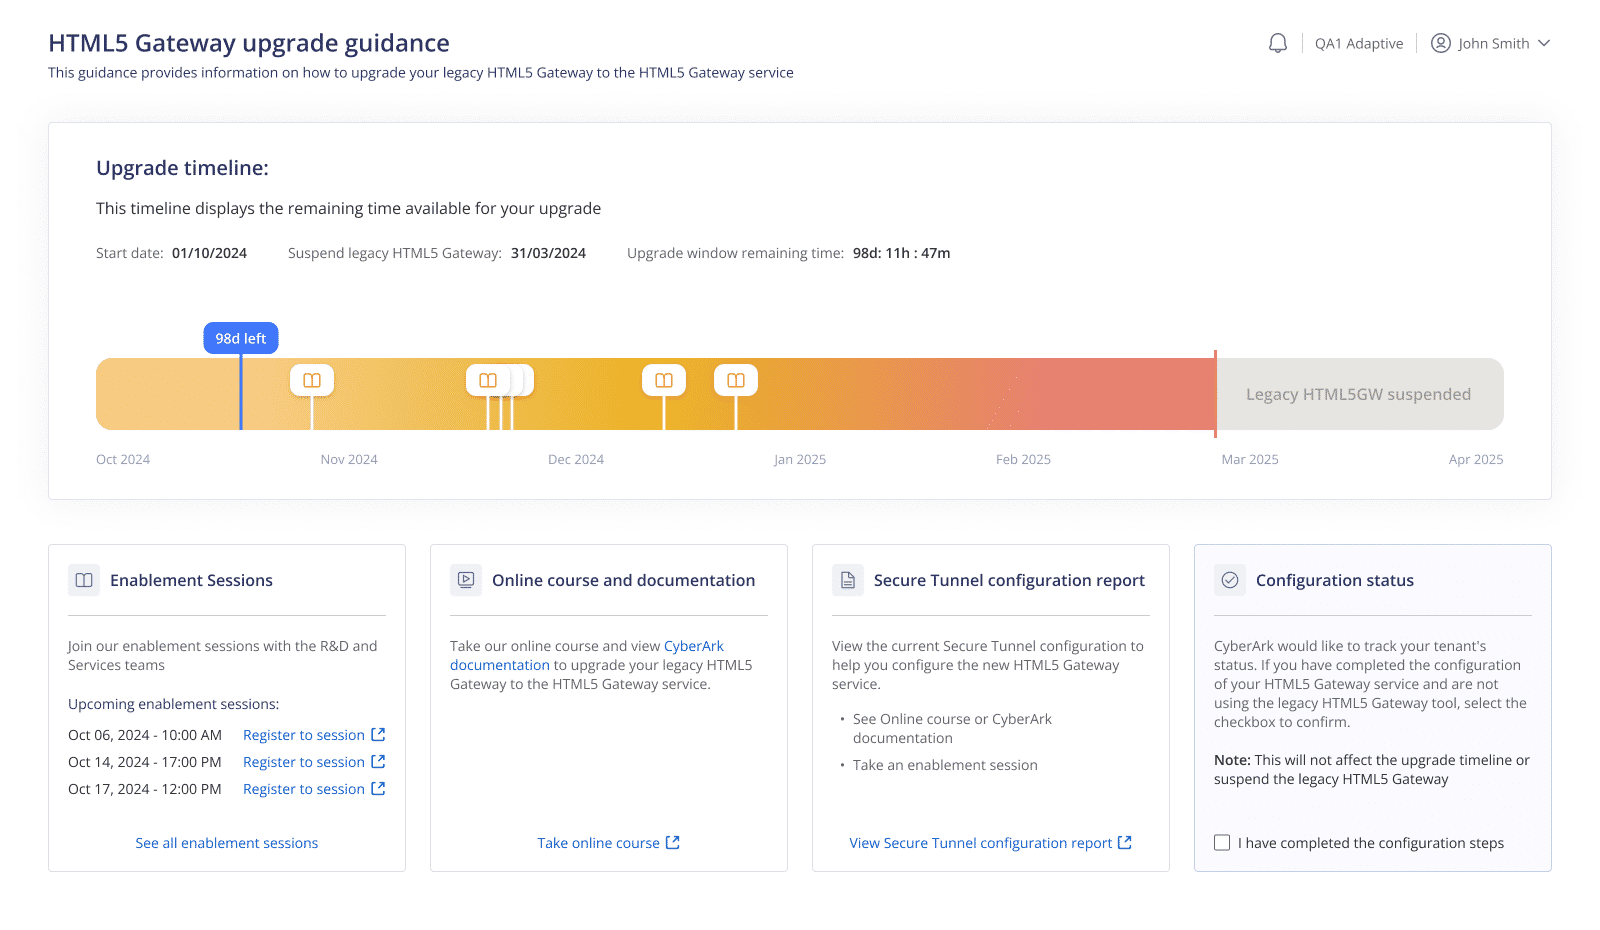 HTML5 Gateway upgrade guidance
QA1 Adaptive
John Smith
This guidance provides information on how to upgrade your legacy HTML5 Gateway to the HTML5 Gateway service
Upgrade timeline:
This timeline displays the remaining time available for your upgrade
Start date: 01/10/2024 Suspend legacy HTML5 Gateway: 31/03/2024 Upgrade window remaining time: 98d: 11h : 47m
98d left
Legacy HTML5GW suspended
Oct 2024 Nov 2024 Dec 2024 Jan 2025 Feb 2025 Mar 2025 Apr 2025
Enablement Sessions
Join our enablement sessions with the R&D and
Services teams
Upcoming enablement sessions:
Oct 06, 2024 - 10:00 AM Register to session
Oct 14, 2024 - 17:00 PM Register to session
Oct 17, 2024 - 12:00 PM Register to session
See all enablement sessions
Online course and documentation
Take our online course and view CyberArk
documentation to upgrade your legacy HTML5
Gateway to the HTML5 Gateway service.
Take online course
Secure Tunnel configuration report
View the current Secure Tunnel configuration to
help you configure the new HTML5 Gateway
service.
• See Online course or CyberArk
documentation
• Take an enablement session
View Secure Tunnel configuration report
Configuration status
CyberArk would like to track your tenant's
status. If you have completed the configuration
of your HTML5 Gateway service and are not
using the legacy HTML5 Gateway tool, select the
checkbox to confirm.
Note: This will not affect the upgrade timeline or
suspend the legacy HTML5 Gateway
I have completed the configuration steps